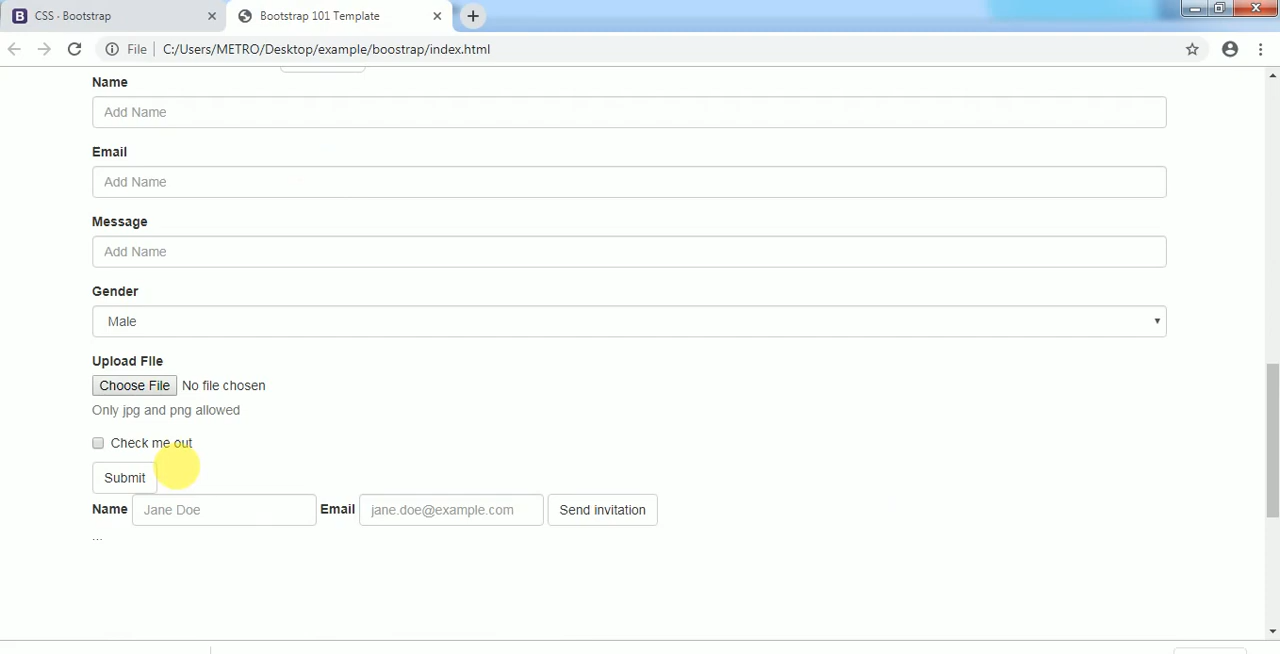 CSS · Bootstrap
Bootstrap 101 Template
File
C:/Users/METRO/Desktop/example/boostrap/index.html
Name
Add Name
Email
Add Name
Message
Add Name
Gender
Male
Upload File
Choose File No file chosen
Only jpg and png allowed
Check me out
Submit
Name Jane Doe Email jane.doe@example.com Send invitation
...